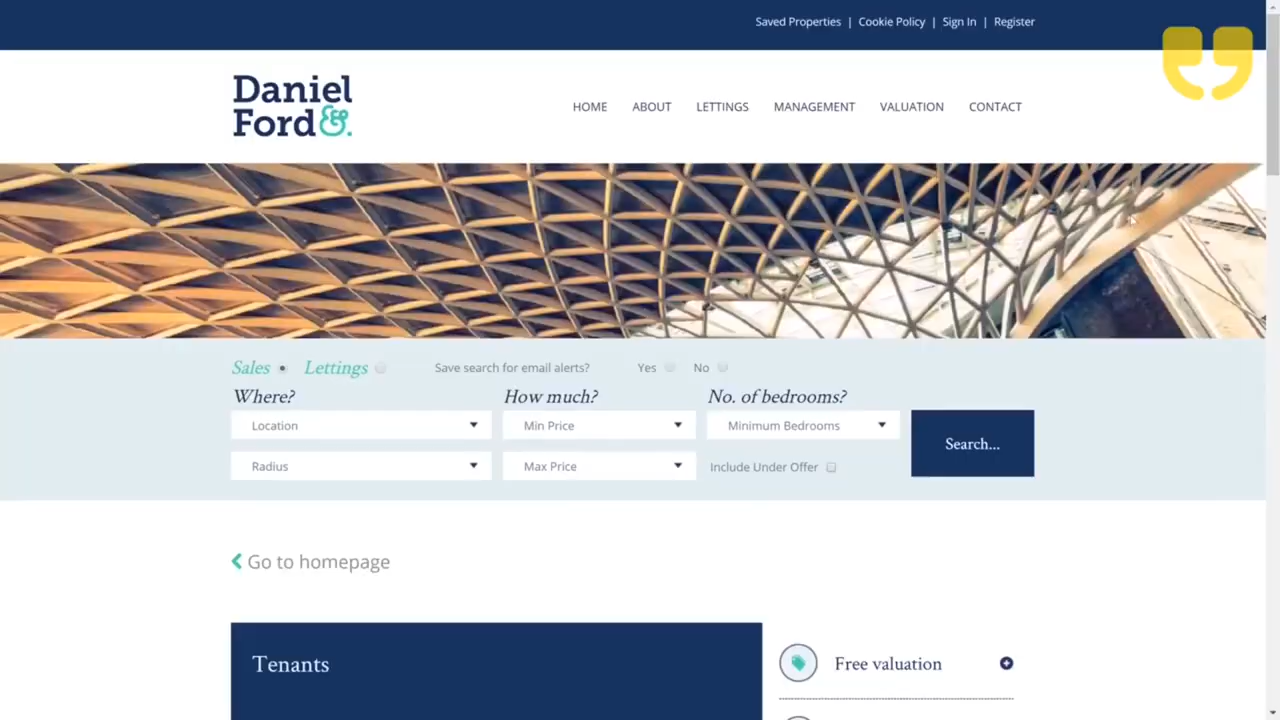 Saved Properties | Cookie Policy | Sign In | Register
Daniel
Ford &.
HOME ABOUT LETTINGS MANAGEMENT VALUATION CONTACT
Sales Lettings Save search for email alerts? Yes No
Where? How much? No. of bedrooms?
Location Min Price Minimum Bedrooms
Search...
Radius Max Price Include Under Offer
Go to homepage
Tenants
Free valuation